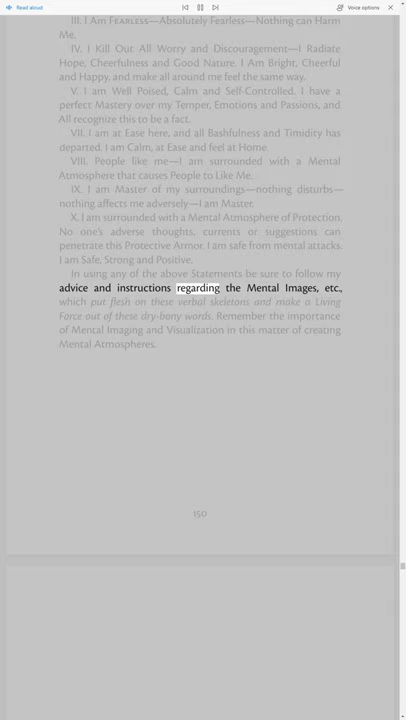 Read aloud
Voice options
III. I Am Fearless—Absolutely Fearless—Nothing can Harm
Me.
IV. I Kill Out All Worry and Discouragement—I Radiate
Hope, Cheerfulness and Good Nature. I Am Bright, Cheerful
and Happy, and make all around me feel the same way.
V. I am Well Poised, Calm and Self-Controlled. I have a
perfect Mastery over my Temper, Emotions and Passions, and
All recognize this to be a fact.
VII. I am at Ease here, and all Bashfulness and Timidity has
departed. I am Calm, at Ease and feel at Home.
VIII. People like me—I am surrounded with a Mental
Atmosphere that causes People to Like Me.
IX. I am Master of my surroundings—nothing disturbs—
nothing affects me adversely—I am Master.
X. I am surrounded with a Mental Atmosphere of Protection.
No one's adverse thoughts, currents or suggestions can
penetrate this Protective Armor. I am safe from mental attacks.
I am Safe, Strong and Positive.
In using any of the above Statements be sure to follow my
advice and instructions regarding the Mental Images, etc.,
which put flesh on these verbal skeletons and make a Living
Force out of these dry-bony words. Remember the importance
of Mental Imaging and Visualization in this matter of creating
Mental Atmospheres.
150